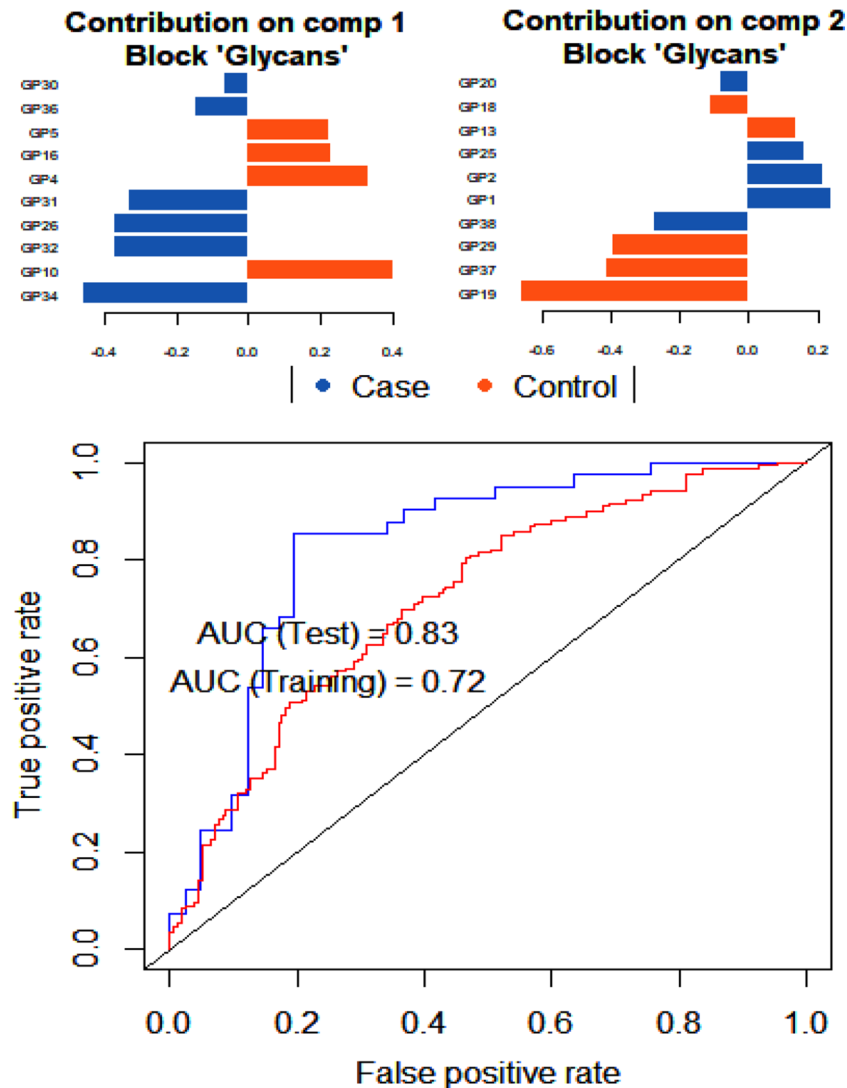 Contribution on comp 1
Block 'Glycans'
GP30
GP36
GP5
GP16
GP4
GP31
GP26
GP32
GP10
GP34
-0.4 -0.2 0.0 0.2 0.4
Contribution on comp 2
Block 'Glycans'
GP20
GP18
GP13
GP25
GP2
GP1
GP38
GP29
GP37
GP19
-0.6 -0.4 -0.2 0.0 0.2
Case Control
True positive rate
1.0
0.8
0.6
0.4
0.2
0.0
AUC (Test) = 0.83
AUC (Training) = 0.72
0.0 0.2 0.4 0.6 0.8 1.0
False positive rate